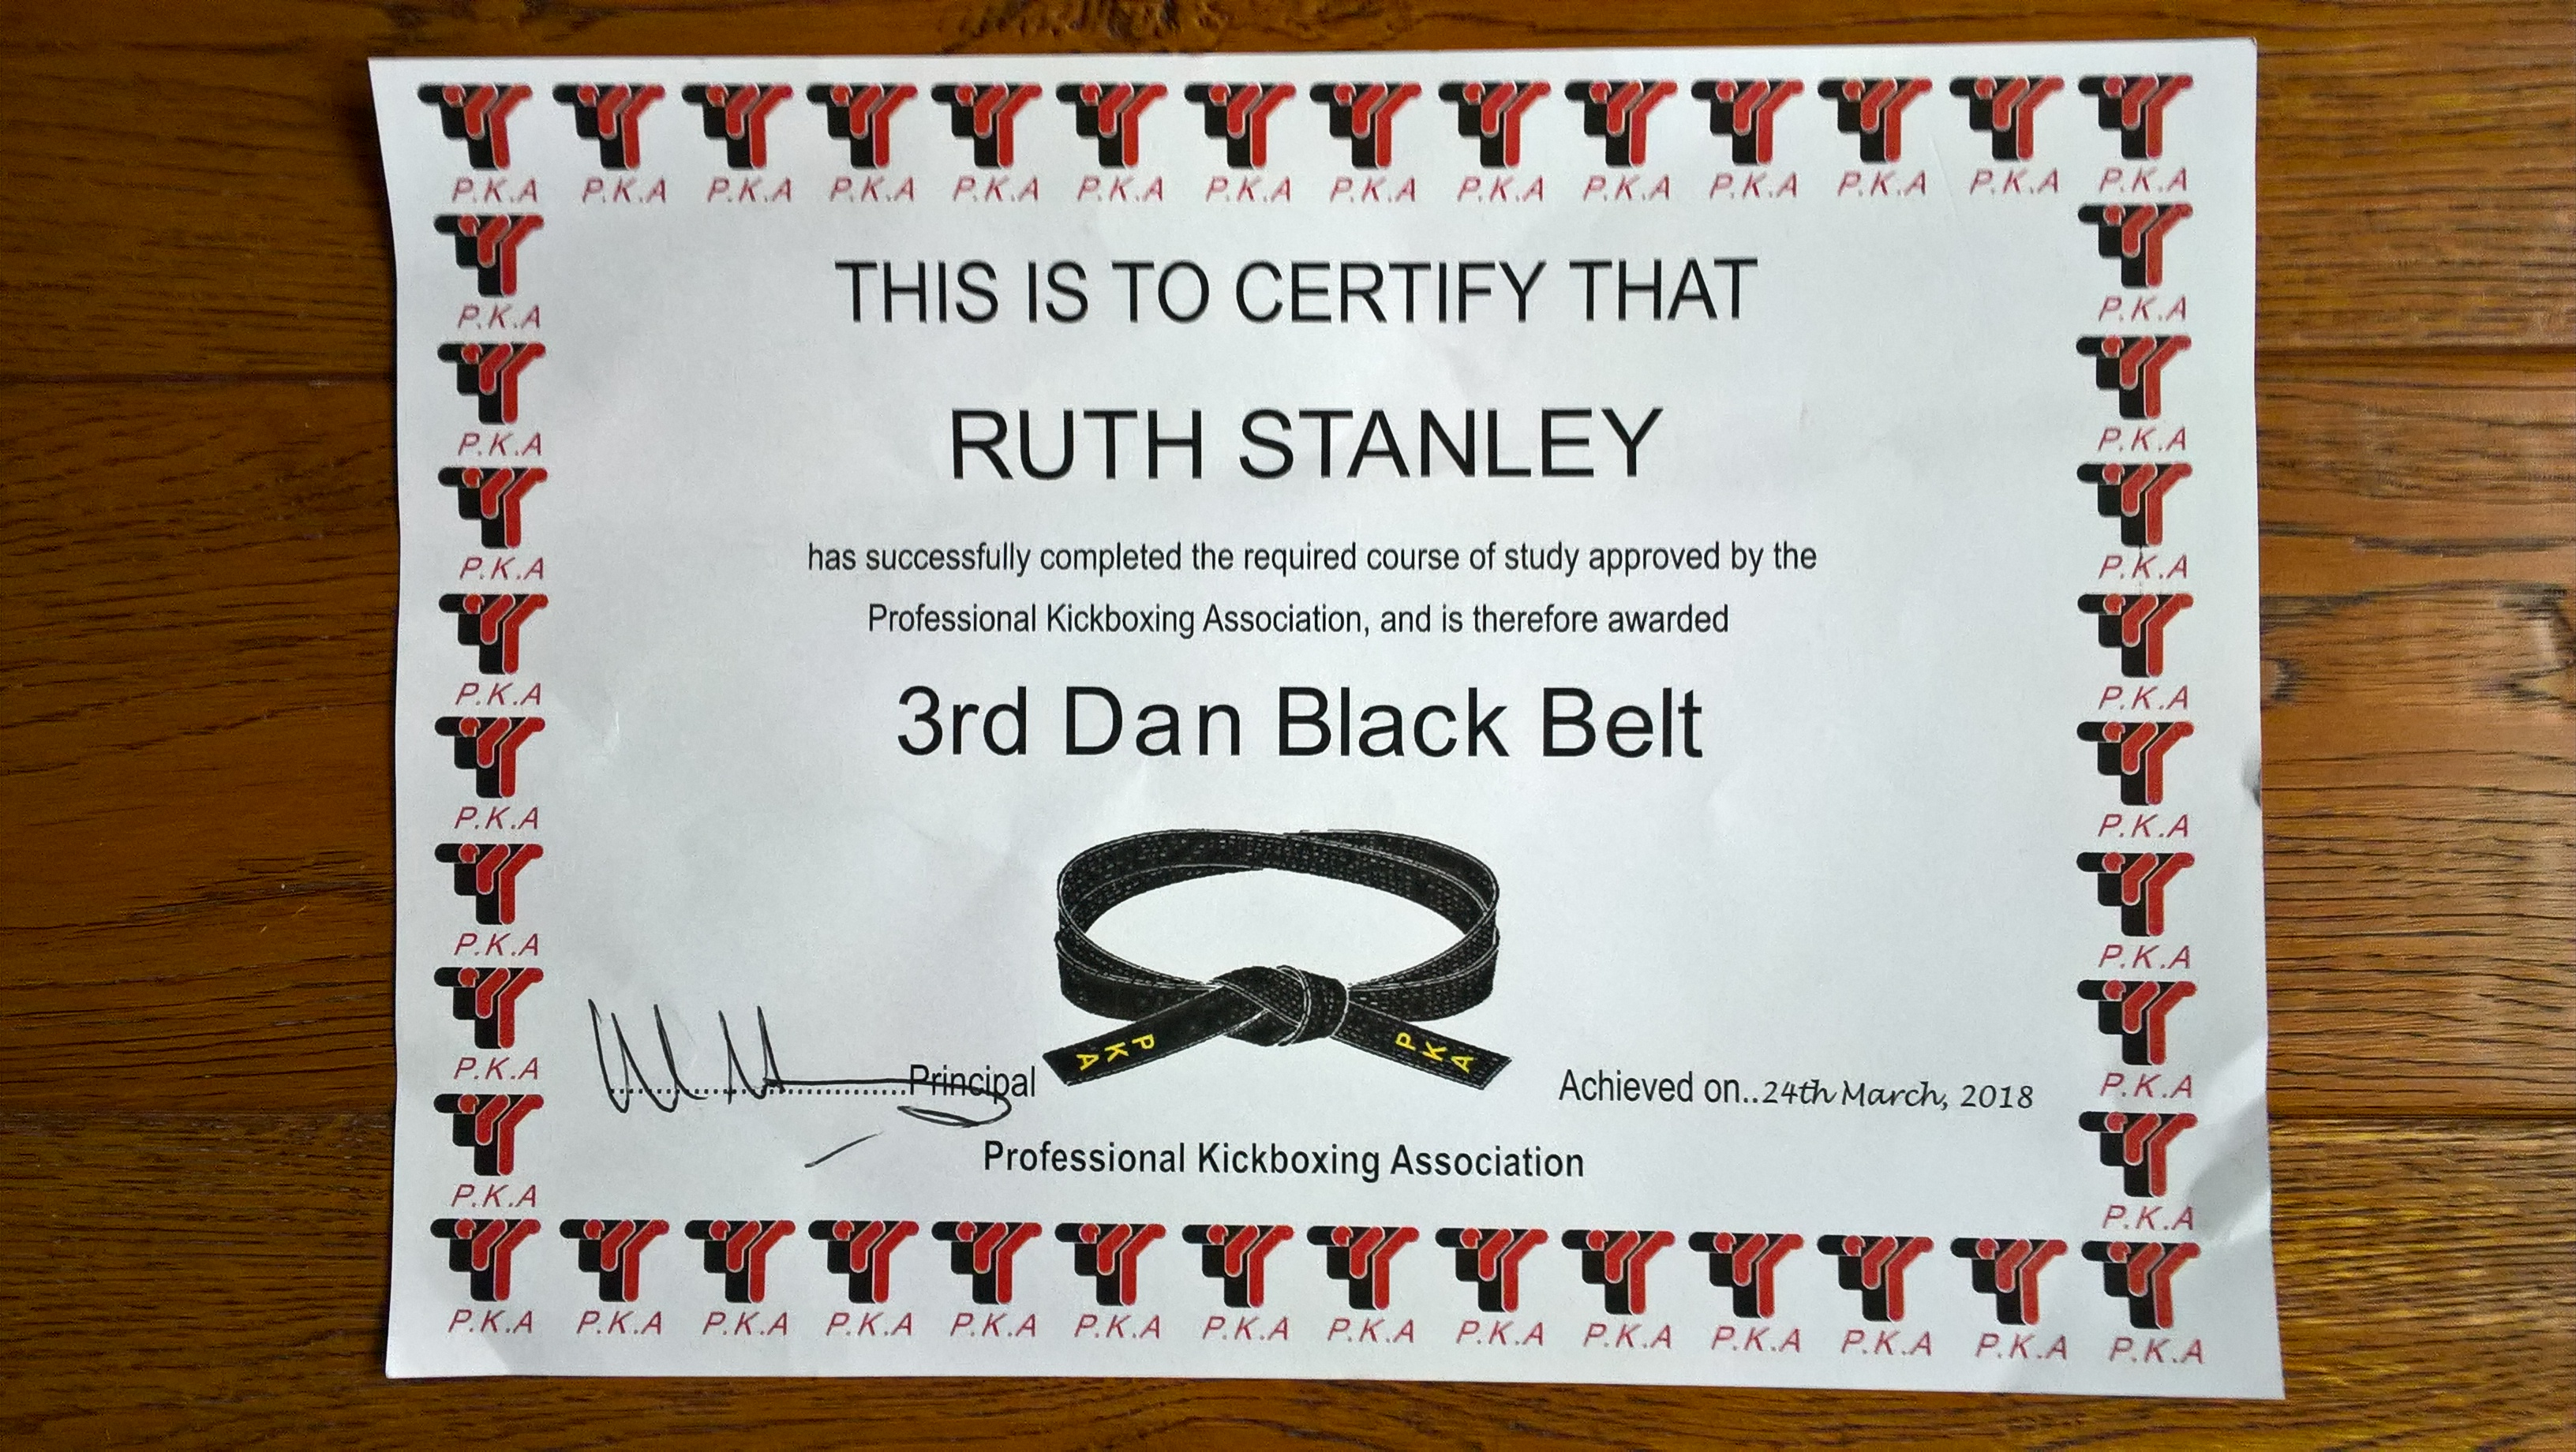 P.K.A P.K.A P.K.A P.K.A P.K.A P.K.A P.K.A P.K.A P.K.A P.K.A P.K.A P.K.A P.K.A P.K.A
THIS IS TO CERTIFY THAT
P.K.A P.K.A
RUTH STANLEY
P.K.A P.K.A
has successfully completed the required course of study approved by the
P.K.A P.K.A
Professional Kickboxing Association, and is therefore awarded
P.K.A P.K.A
3rd Dan Black Belt
P.K.A P.K.A
P.K.A P.K.A
PKA PKA
..........Principal
Achieved on..24th March, 2018
P.K.A P.K.A
Professional Kickboxing Association
P.K.A P.K.A
P.K.A P.K.A P.K.A P.K.A P.K.A P.K.A P.K.A P.K.A P.K.A P.K.A P.K.A P.K.A P.K.A P.K.A